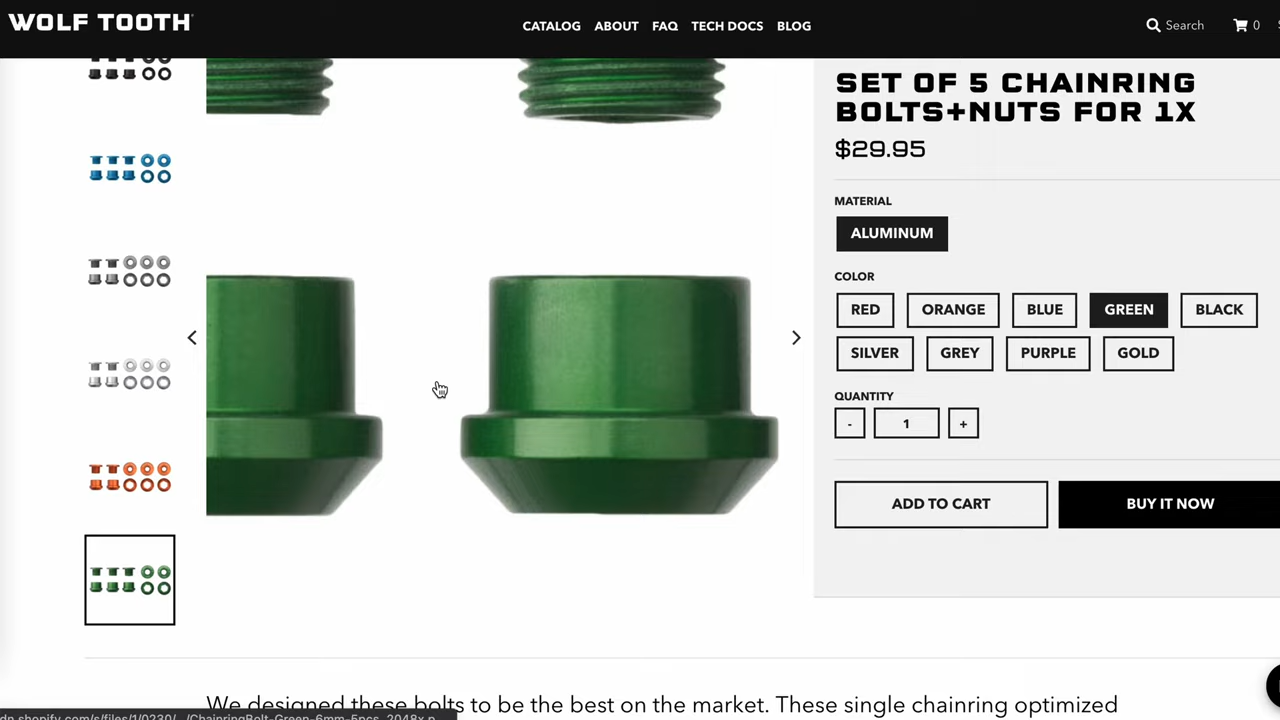 WOLF TOOTH
CATALOG ABOUT FAQ TECH DOCS BLOG
Search 0
SET OF 5 CHAINRING
BOLTS+NUTS FOR 1X
$29.95
MATERIAL
ALUMINUM
COLOR
RED ORANGE BLUE GREEN BLACK
SILVER GREY PURPLE GOLD
QUANTITY
- 1 +
ADD TO CART BUY IT NOW
We designed these bolts to be the best on the market. These single chainring optimized